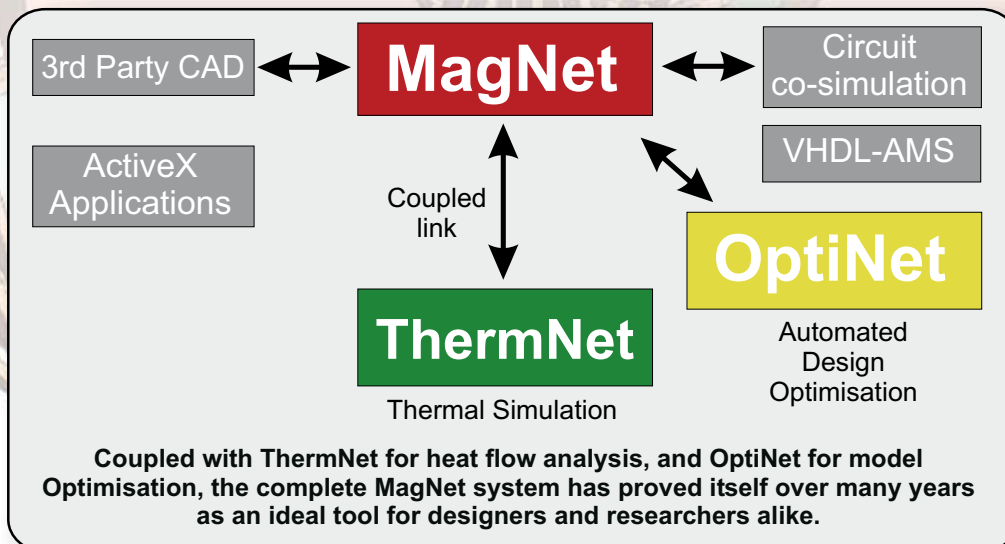 3rd Party CAD
MagNet
Circuit
co-simulation
ActiveX
Applications
VHDL-AMS
Coupled
link
OptiNet
ThermNet
Automated
Design
Optimisation
Thermal Simulation
Coupled with ThermNet for heat flow analysis, and OptiNet for model
Optimisation, the complete MagNet system has proved itself over many years
as an ideal tool for designers and researchers alike.